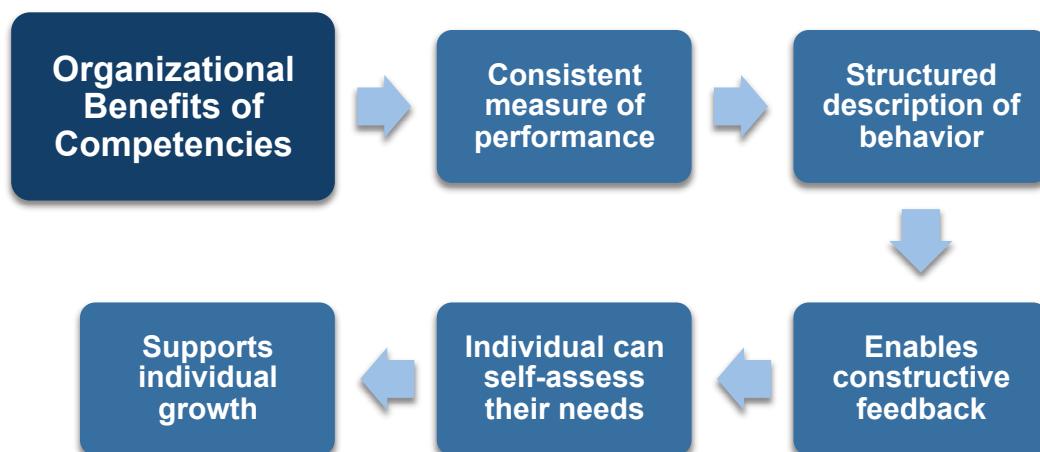 Organizational
Benefits of
Competencies
Consistent
measure of
performance
Structured
description of
behavior
Enables
constructive
feedback
Individual can
self-assess
their needs
Supports
individual
growth